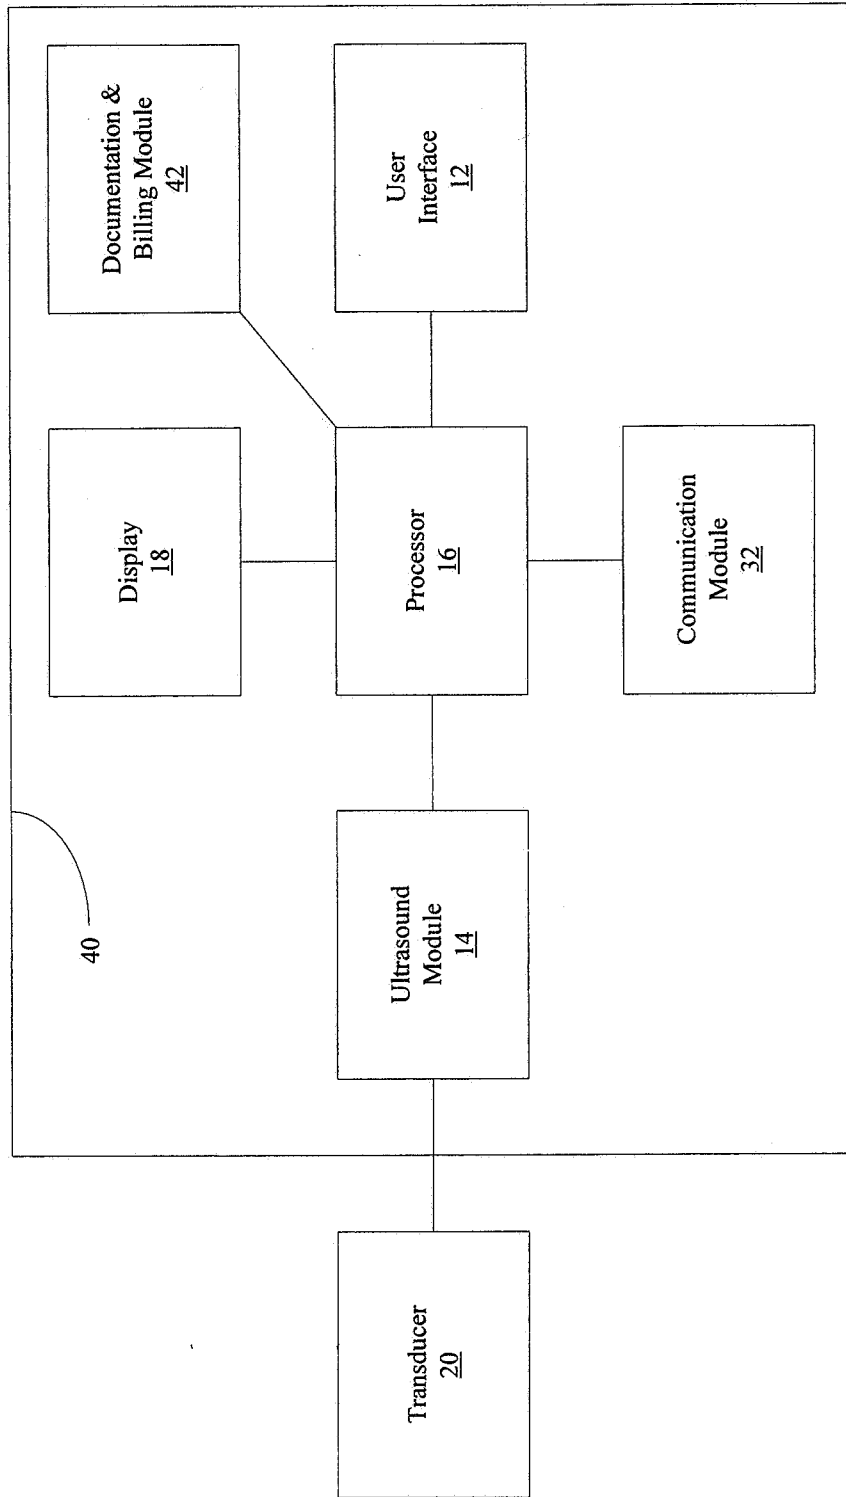 Documentation &
Billing Module
42
User
Interface
12
Display
18
Processor
16
Communication
Module
32
40
Ultrasound
Module
14
Transducer
20